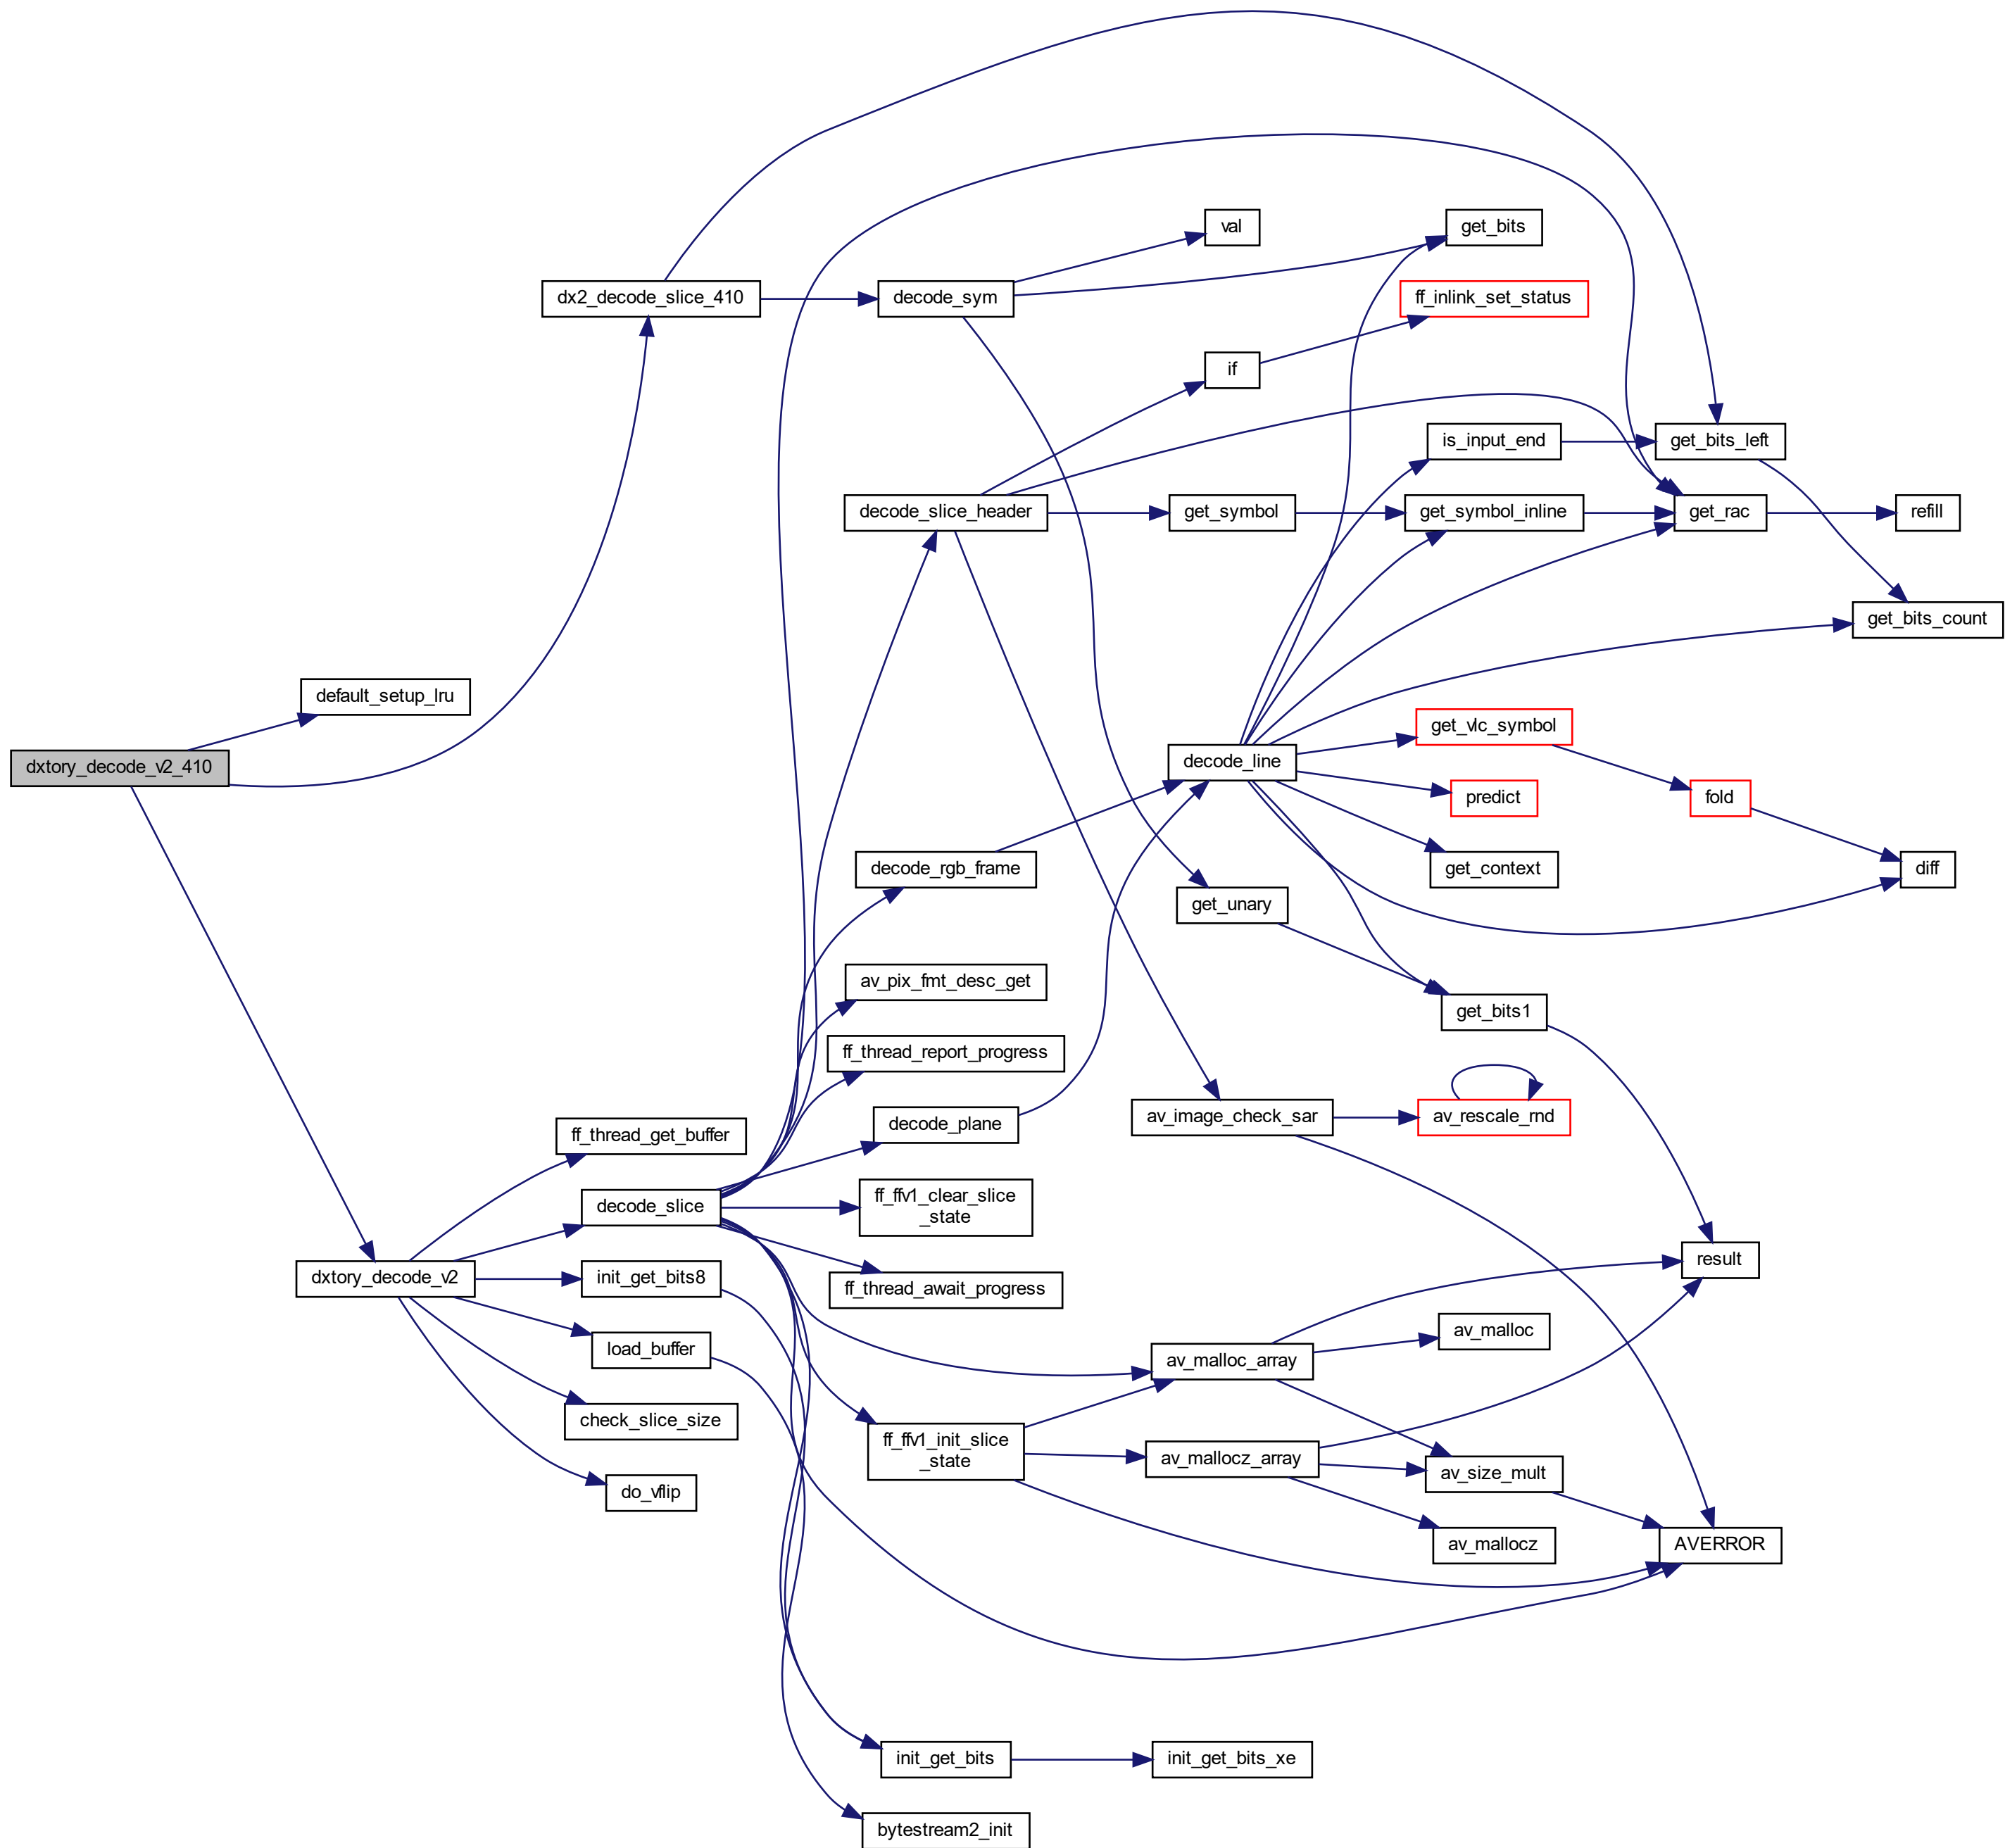 dxtory_decode_v2_410
default_setup_lru
dx2_decode_slice_410
dxtory_decode_v2
decode_sym
val
get_bits
ff_inlink_set_status
if
is_input_end
get_bits_left
decode_slice_header
get_symbol
get_symbol_inline
get_rac
refill
get_bits_count
get_vlc_symbol
decode_line
predict
fold
get_context
diff
decode_rgb_frame
get_unary
av_pix_fmt_desc_get
get_bits1
ff_thread_report_progress
ff_thread_get_buffer
decode_plane
av_image_check_sar
av_rescale_rnd
decode_slice
ff_ffv1_clear_slice
_state
init_get_bits8
ff_thread_await_progress
result
load_buffer
av_malloc_array
av_malloc
check_slice_size
ff_ffv1_init_slice
_state
av_mallocz_array
av_size_mult
do_vflip
av_mallocz
AVERROR
init_get_bits
init_get_bits_xe
bytestream2_init